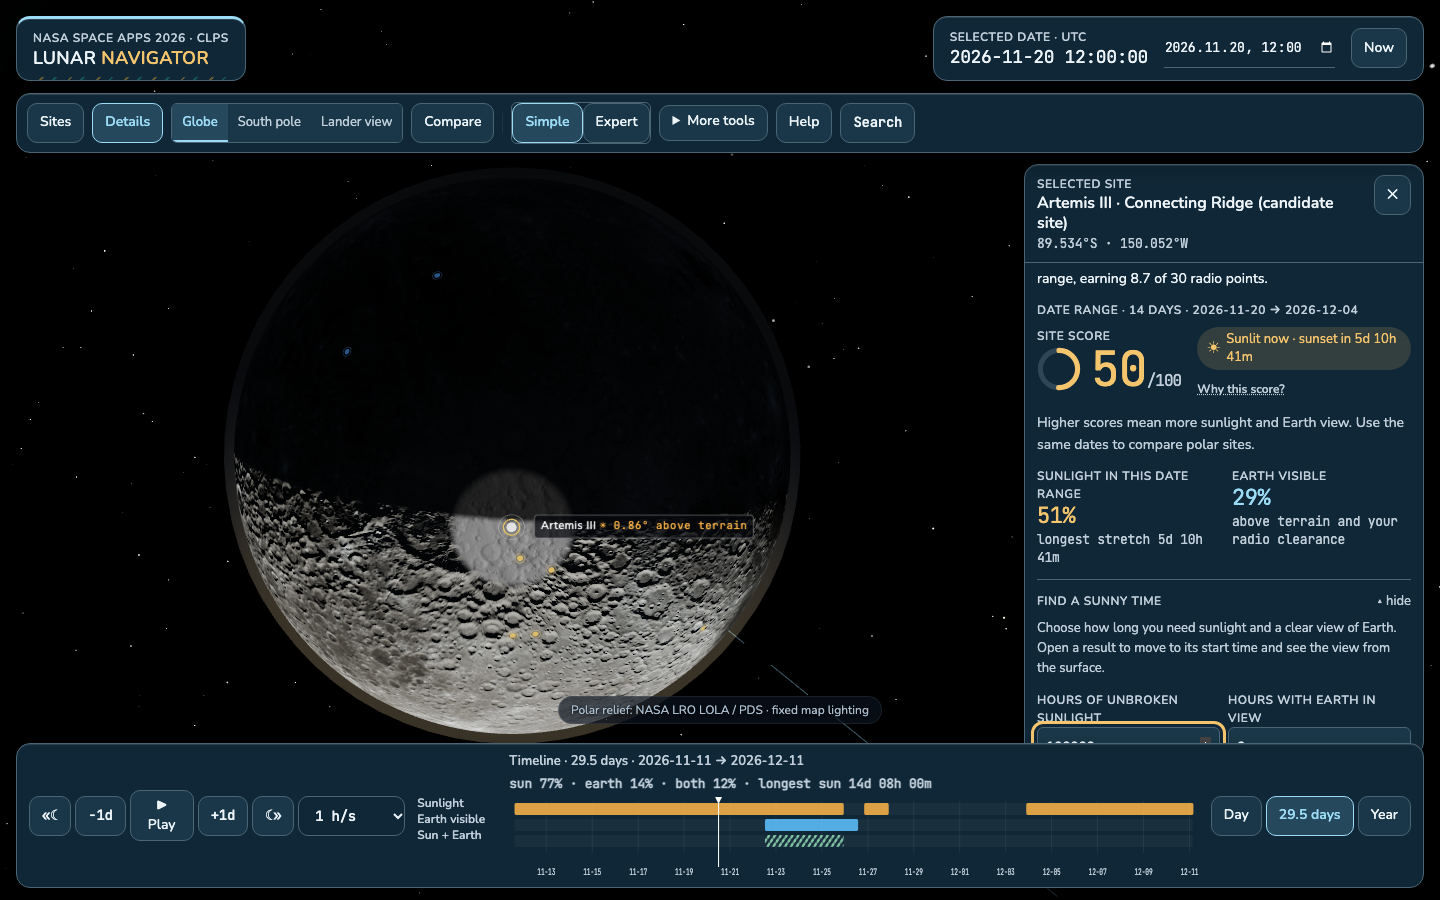 NASA SPACE APPS 2026 · CLPS
LUNAR NAVIGATOR
SELECTED DATE · UTC
2026-11-20 12:00:00
2026.11.20, 12:00
Now
Sites
Details
Globe
South pole
Lander view
Compare
Simple
Expert
▶ More tools
Help
Search
SELECTED SITE
Artemis III · Connecting Ridge (candidate
site)
89.534°S · 150.052°W
×
range, earning 8.7 of 30 radio points.
DATE RANGE · 14 DAYS · 2026-11-20 → 2026-12-04
SITE SCORE
50/100
☀ Sunlit now · sunset in 5d 10h
41m
Why this score?
Higher scores mean more sunlight and Earth view. Use the
same dates to compare polar sites.
SUNLIGHT IN THIS DATE
RANGE
51%
longest stretch 5d 10h
41m
EARTH VISIBLE
29%
above terrain and your
radio clearance
FIND A SUNNY TIME
▴ hide
Choose how long you need sunlight and a clear view of Earth.
Open a result to move to its start time and see the view from
the surface.
HOURS OF UNBROKEN
SUNLIGHT
HOURS WITH EARTH IN
VIEW
Artemis III ☀ 0.86° above terrain
Polar relief: NASA LRO LOLA / PDS · fixed map lighting
Timeline · 29.5 days · 2026-11-11 → 2026-12-11
sun 77% · earth 14% · both 12% · longest sun 14d 08h 00m
«☾
-1d
▶
Play
+1d
☾»
1 h/s
Sunlight
Earth visible
Sun + Earth
11-13 11-15 11-17 11-19 11-21 11-23 11-25 11-27 11-29 12-01 12-03 12-05 12-07 12-09 12-11
Day
29.5 days
Year